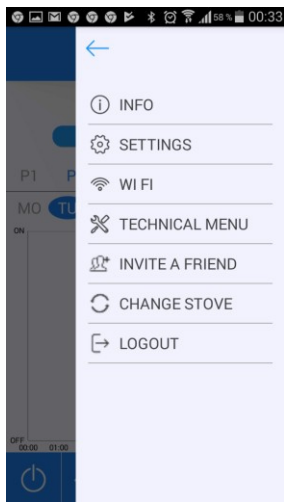 58 % 00:33
INFO
SETTINGS
P1 P
WI FI
MO TU
TECHNICAL MENU
ON
INVITE A FRIEND
CHANGE STOVE
LOGOUT
OFF
00:00 01:00